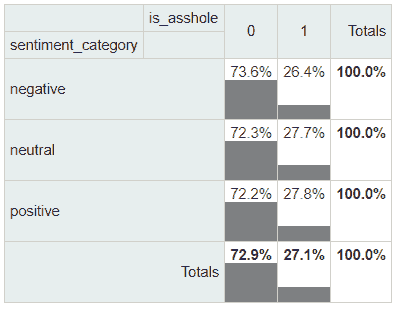 is_asshole
0 1 Totals
sentiment_category
73.6% 26.4% 100.0%
negative
72.3% 27.7% 100.0%
neutral
72.2% 27.8% 100.0%
positive
72.9% 27.1% 100.0%
Totals